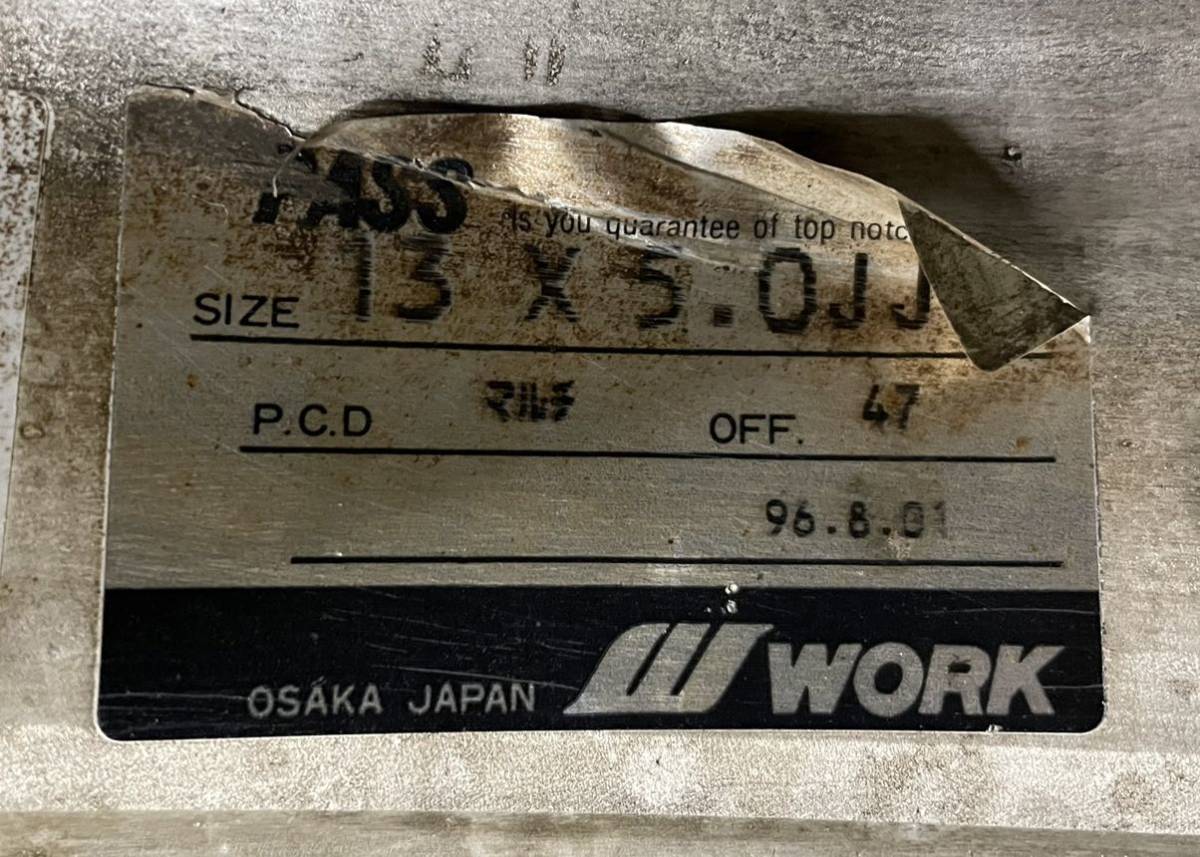 PASS "Is you quarantee of top notc
SIZE 13 X 5.0JJ
P.C.D マルチ OFF. 47
96.8.01
OSAKA JAPAN WORK